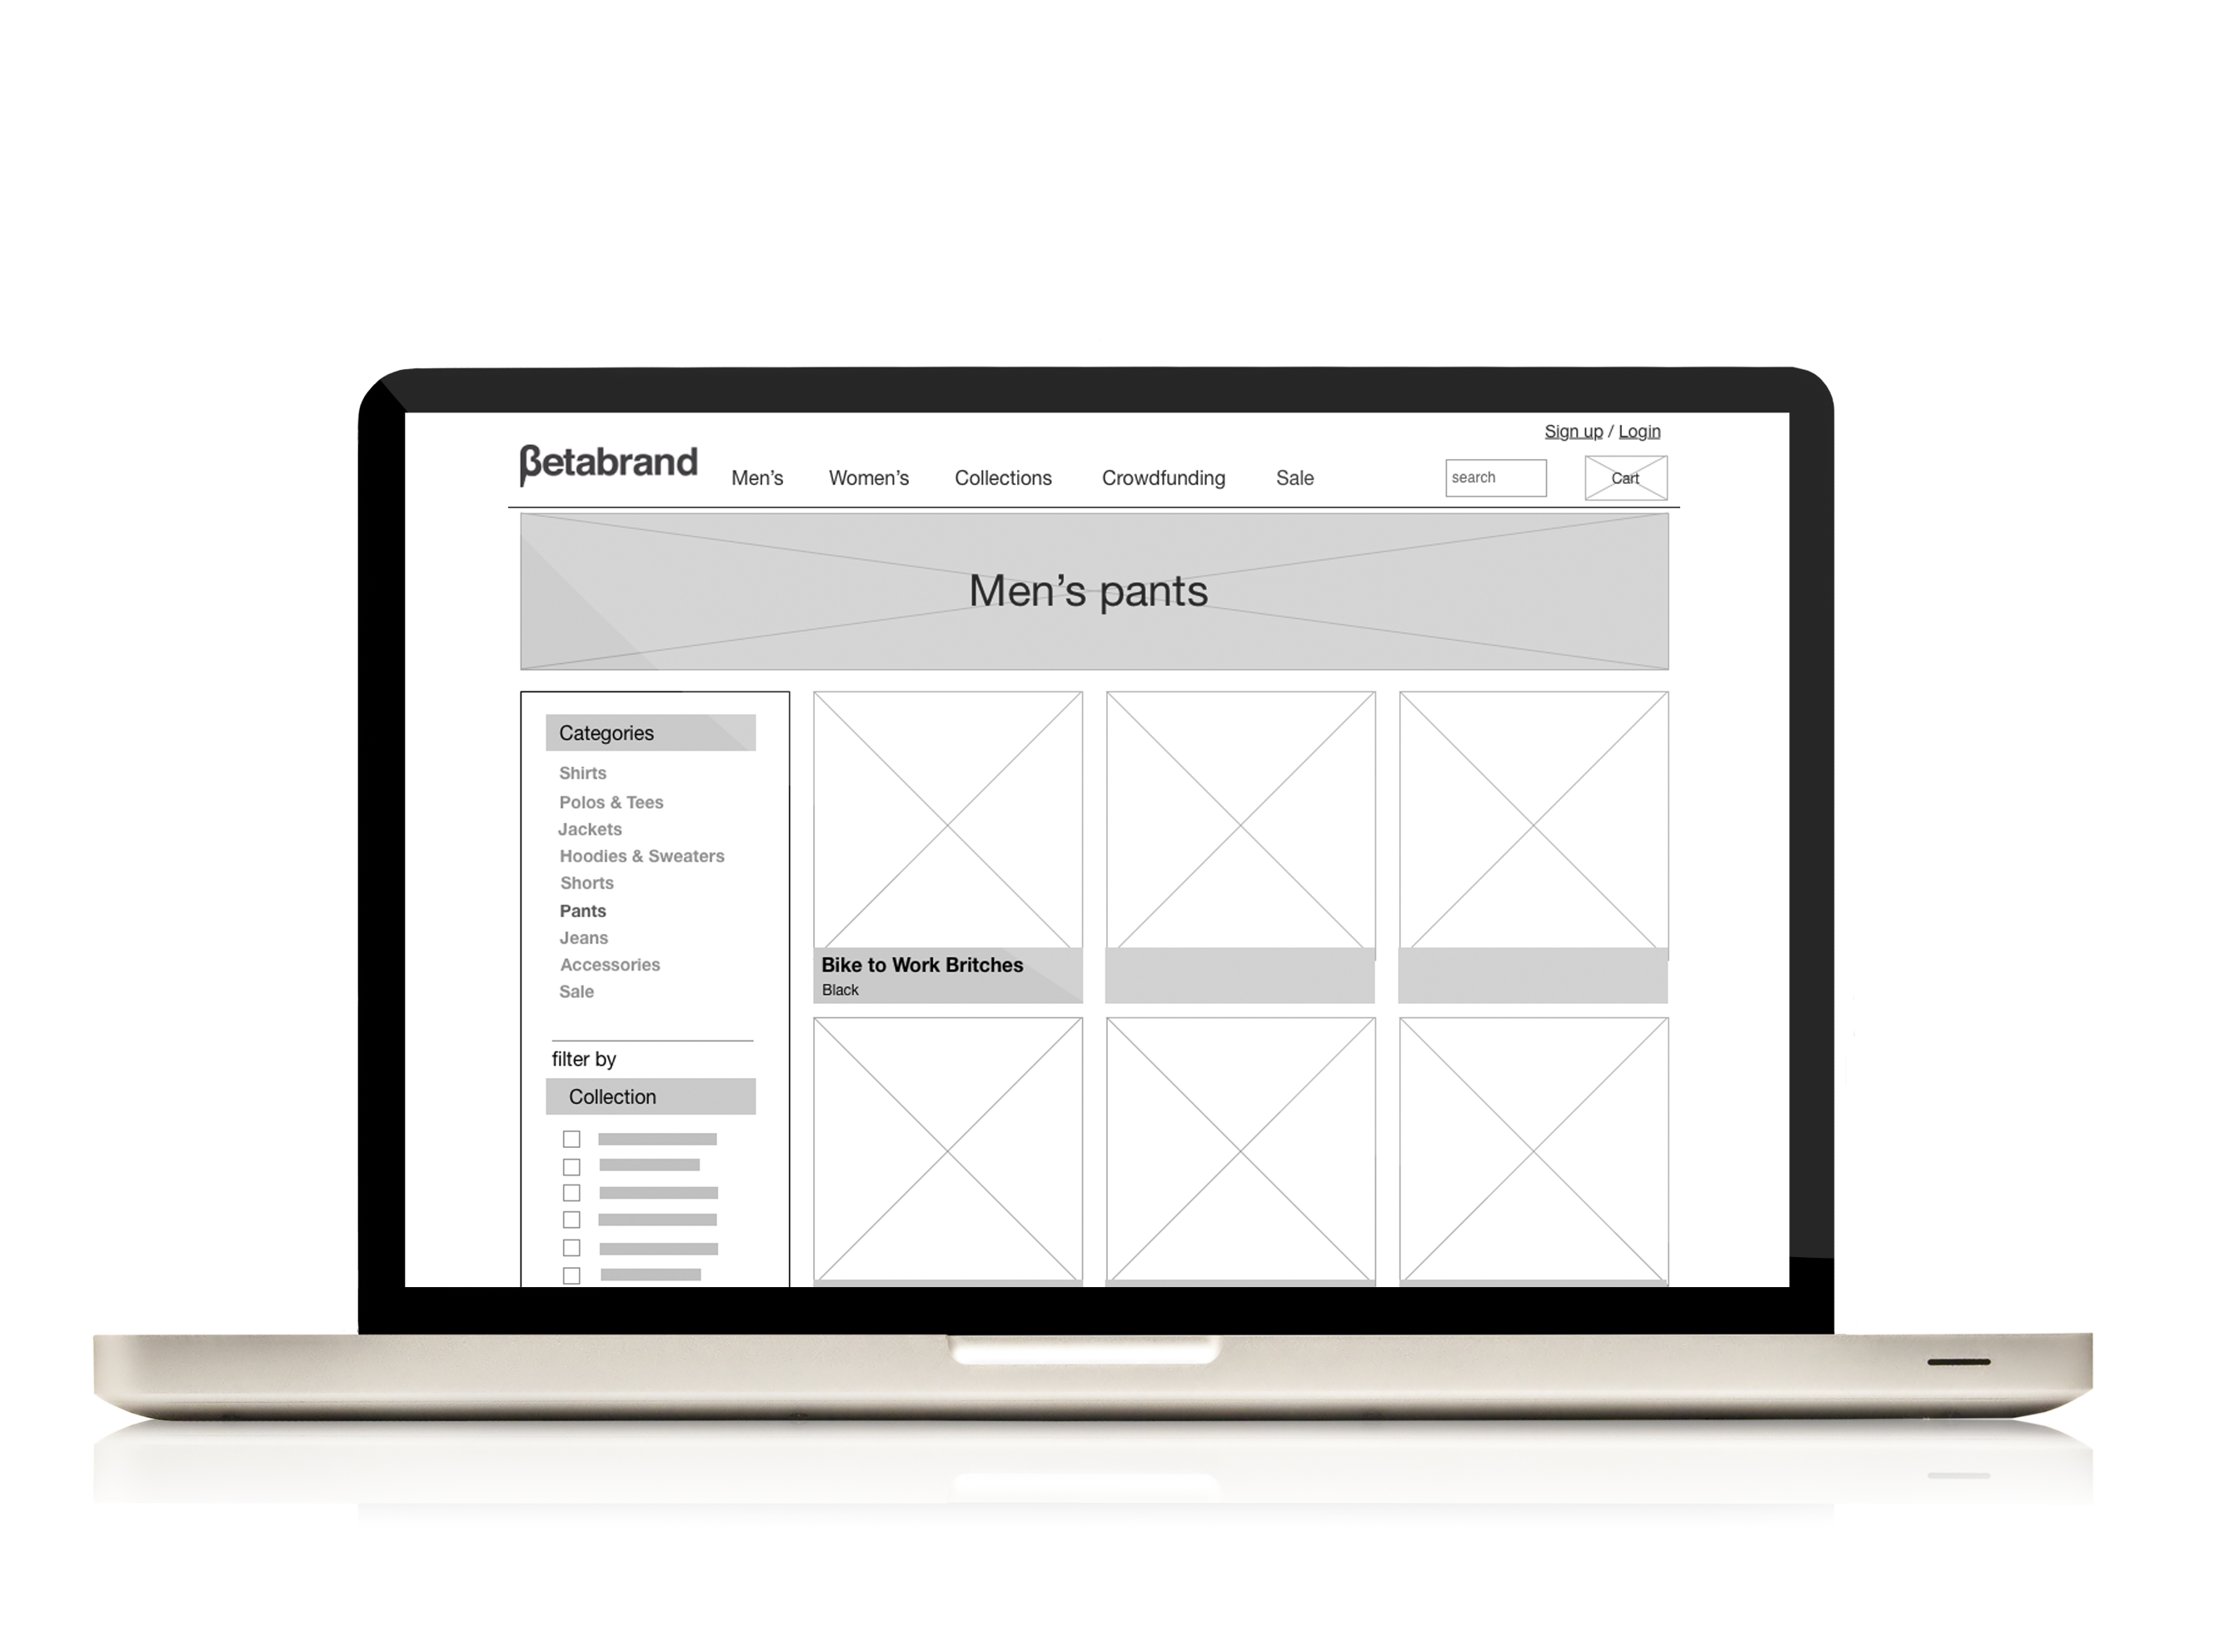 Sign up / Login
βetabrand Men's Women's Collections Crowdfunding Sale search Cart
Men's pants
Categories
Shirts
Polos & Tees
Jackets
Hoodies & Sweaters
Shorts
Pants
Jeans
Accessories
Sale
filter by
Collection
Bike to Work Britches
Black